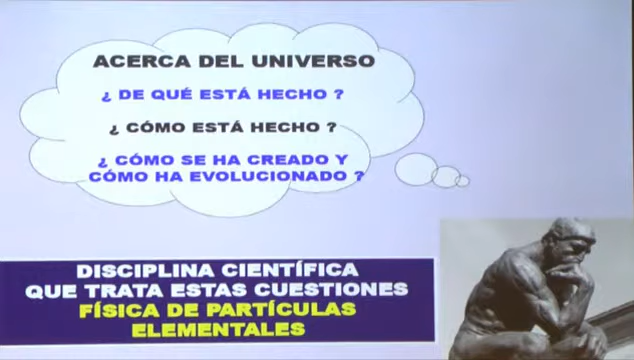 ACERCA DEL UNIVERSO
¿ DE QUÉ ESTÁ HECHO ?
¿ CÓMO ESTÁ HECHO ?
¿ CÓMO SE HA CREADO Y
CÓMO HA EVOLUCIONADO ?
DISCIPLINA CIENTÍFICA
QUE TRATA ESTAS CUESTIONES
FÍSICA DE PARTÍCULAS
ELEMENTALES